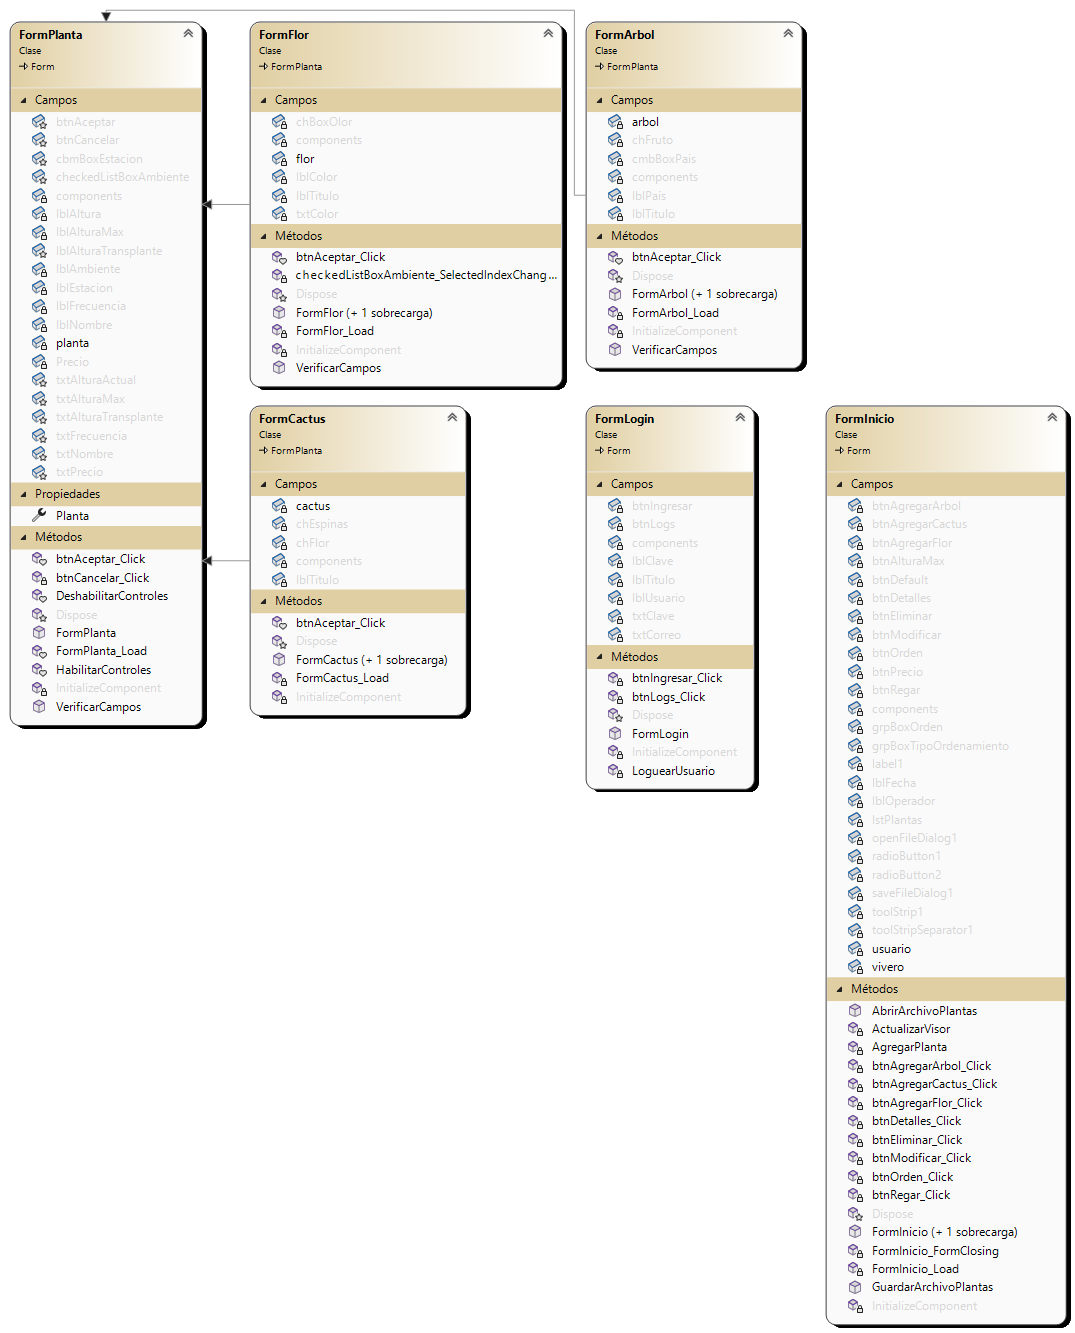 FormPlanta
Clase
Form
Campos
btnAceptar
btnCancelar
cbmBoxEstacion
checkedListBoxAmbiente
components
lblAltura
lblAlturaMax
lblAlturaTransplante
lblAmbiente
lblEstacion
lblFrecuencia
lblNombre
planta
Precio
txtAlturaActual
txtAlturaMax
txtAlturaTransplante
txtFrecuencia
txtNombre
txtPrecio
Propiedades
Planta
Métodos
btnAceptar_Click
btnCancelar_Click
DeshabilitarControles
Dispose
FormPlanta
FormPlanta_Load
HabilitarControles
InitializeComponent
VerificarCampos
FormFlor
Clase
FormPlanta
Campos
chBoxOlor
components
flor
lblColor
lblTitulo
txtColor
Métodos
btnAceptar_Click
checkedListBoxAmbiente_SelectedIndexChang...
Dispose
FormFlor (+ 1 sobrecarga)
FormFlor_Load
InitializeComponent
VerificarCampos
FormArbol
Clase
FormPlanta
Campos
arbol
chFruto
cmbBoxPais
components
lblPais
lblTitulo
Métodos
btnAceptar_Click
Dispose
FormArbol (+ 1 sobrecarga)
FormArbol_Load
InitializeComponent
VerificarCampos
FormCactus
Clase
FormPlanta
Campos
cactus
chEspinas
chFlor
components
lblTitulo
Métodos
btnAceptar_Click
Dispose
FormCactus (+ 1 sobrecarga)
FormCactus_Load
InitializeComponent
FormLogin
Clase
Form
Campos
btnIngresar
btnLogs
components
lblClave
lblTitulo
lblUsuario
txtClave
txtCorreo
Métodos
btnIngresar_Click
btnLogs_Click
Dispose
FormLogin
InitializeComponent
LoguearUsuario
FormInicio
Clase
Form
Campos
btnAgregarArbol
btnAgregarCactus
btnAgregarFlor
btnAlturaMax
btnDefault
btnDetalles
btnEliminar
btnModificar
btnOrden
btnPrecio
btnRegar
components
grpBoxOrden
grpBoxTipoOrdenamiento
label1
lblFecha
lblOperador
lstPlantas
openFileDialog1
radioButton1
radioButton2
saveFileDialog1
toolStrip1
toolStripSeparator1
usuario
vivero
Métodos
AbrirArchivoPlantas
ActualizarVisor
AgregarPlanta
btnAgregarArbol_Click
btnAgregarCactus_Click
btnAgregarFlor_Click
btnDetalles_Click
btnEliminar_Click
btnModificar_Click
btnOrden_Click
btnRegar_Click
Dispose
FormInicio (+ 1 sobrecarga)
FormInicio_FormClosing
FormInicio_Load
GuardarArchivoPlantas
InitializeComponent